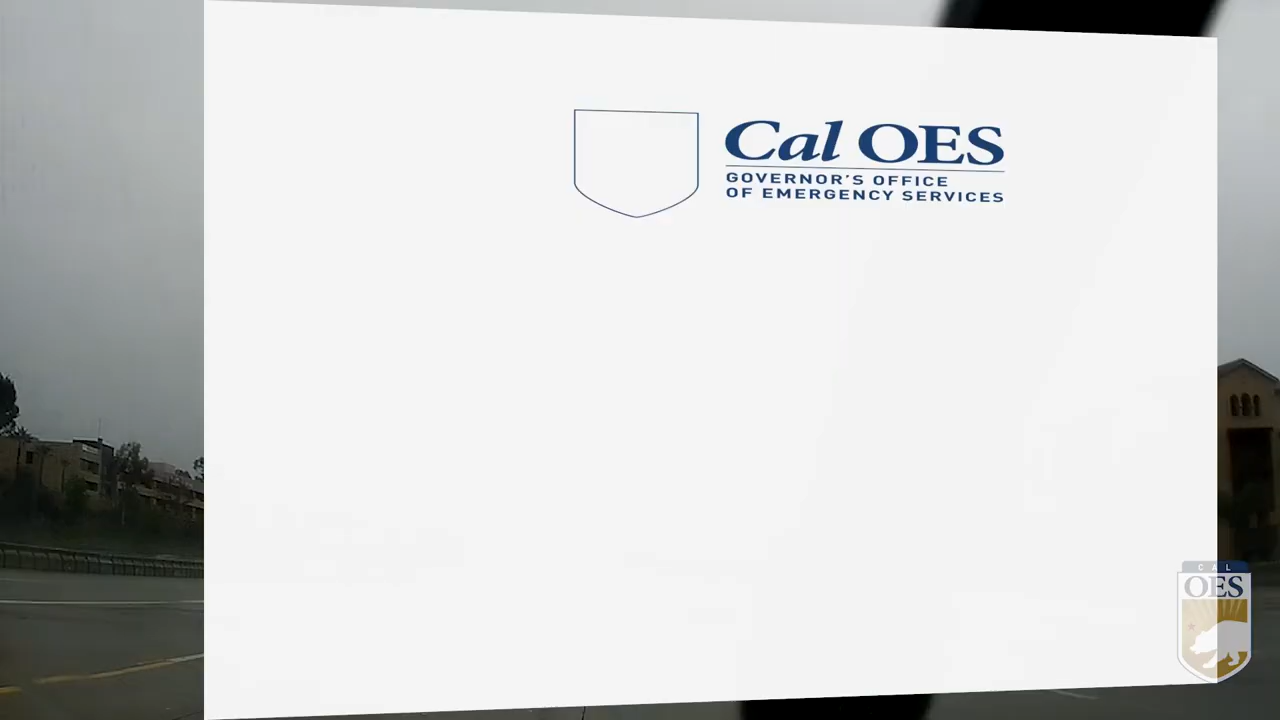 Cal OES
GOVERNOR'S OFFICE
OF EMERGENCY SERVICES
CAL
OES